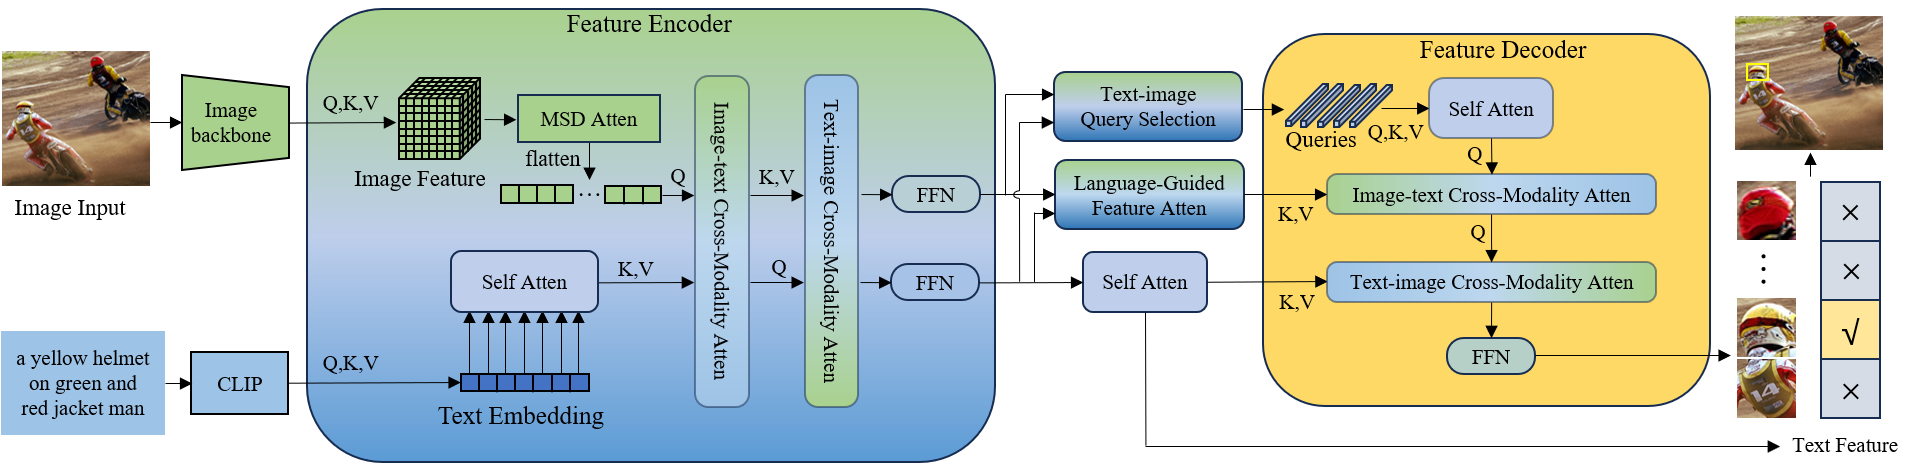 Feature Encoder
Feature Decoder
Image Input
Image
backbone
Q,K,V
Image Feature
MSD Atten
flatten
...
Q
Image-text Cross-Modality Atten
K,V
Text-image Cross-Modality Atten
FFN
a yellow helmet
on green and
red jacket man
CLIP
Q,K,V
Text Embedding
Self Atten
K,V
Q
FFN
Text-image
Query Selection
Language-Guided
Feature Atten
Self Atten
K,V
K,V
Queries
Q,K,V
Self Atten
Q
Image-text Cross-Modality Atten
Q
Text-image Cross-Modality Atten
FFN
×
×
√
×
14
Text Feature